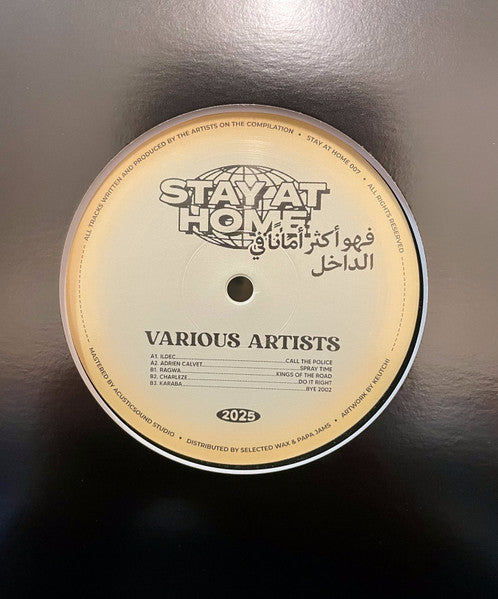 ALL TRACKS WRITTEN AND PRODUCED BY THE ARTISTS ON THE COMPILATION • STAY AT HOME 007 • ALL RIGHTS RESERVED
STAY AT
HOME
فهو أكثر أمانًا في
الداخل
VARIOUS ARTISTS
A1. ILDEC CALL THE POLICE
A2. ADRIEN CALVET SPRAY TIME
B1. RAGWA KINGS OF THE ROAD
B2. CHARLEZE DO IT RIGHT
B3. KARABA BYE 2002
2025
MASTERED BY ACUSTICSOUND STUDIO • DISTRIBUTED BY SELECTED WAX & PAPA JAMS • ARTWORK BY KEUTCHI